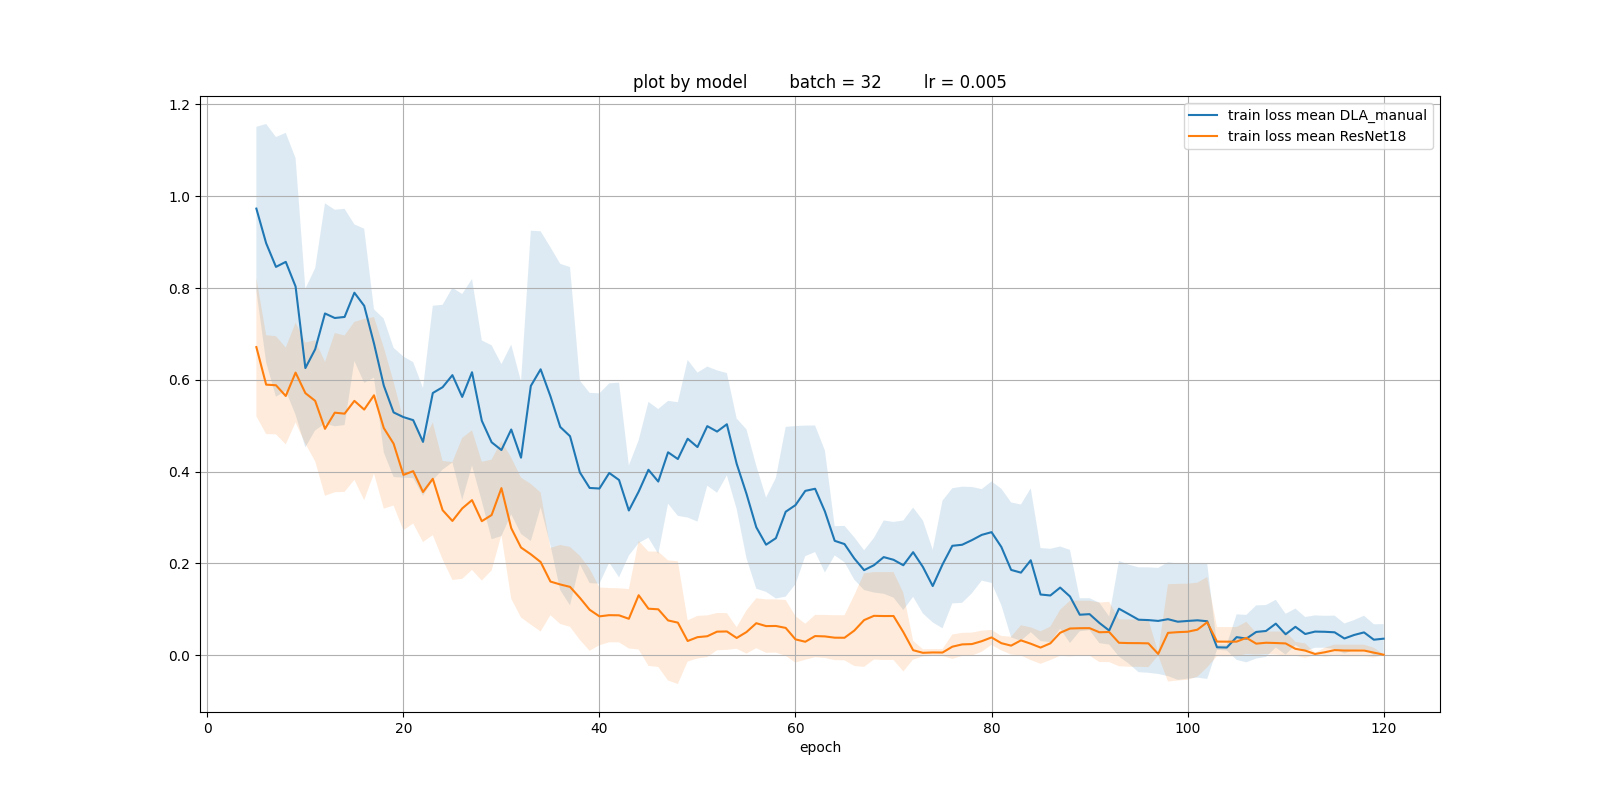 plot by model batch = 32 lr = 0.005
train loss mean DLA_manual
train loss mean ResNet18
1.2
1.0
0.8
0.6
0.4
0.2
0.0
0 20 40 60 80 100 120
epoch